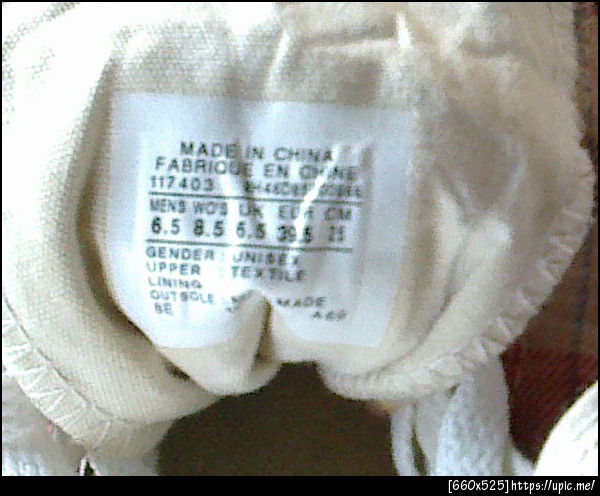 MADE IN CHINA
FABRIQUE EN CHINE
117403
MENS WO'S UK EUR CM
6.5 8.5 6.5 39.5 25
GENDER : UNISEX
UPPER : TEXTILE
LINING
OUTSOLE : MADE
[660x525]https://upic.me/